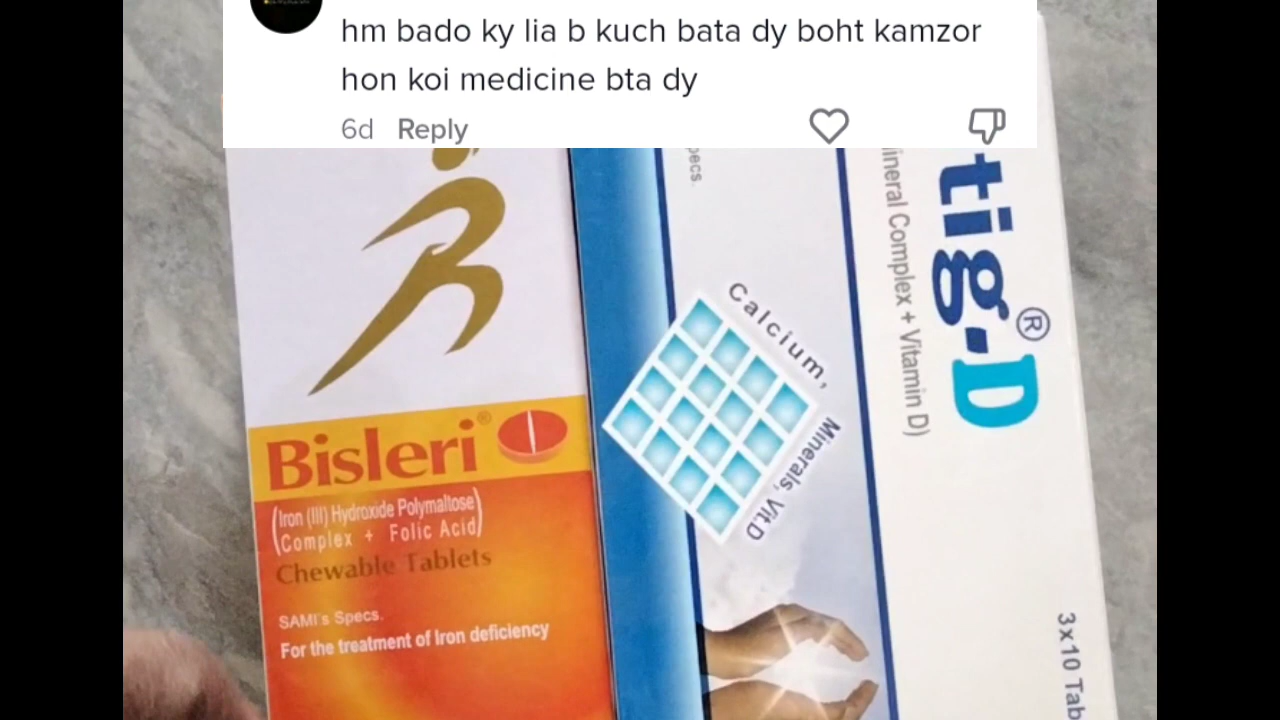 hm bado ky lia b kuch bata dy boht kamzor
hon koi medicine bta dy
6d Reply
Bisleri®
(Iron (III) Hydroxide Polymaltose
Complex + Folic Acid)
Chewable Tablets
SAMI's Specs.
For the treatment of Iron deficiency
pecs.
Calcium,
Minerals, Vit.D
tig-D®
ineral Complex + Vitamin D)
3x10 Tab